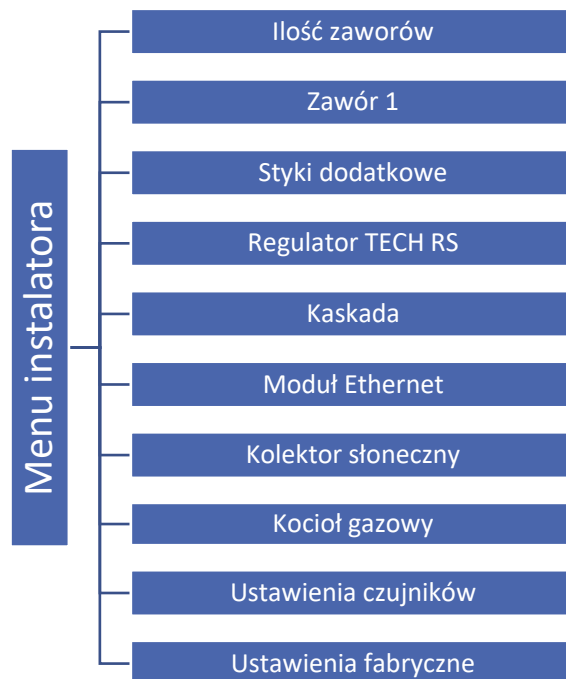 Menu instalatora
Ilość zaworów
Zawór 1
Styki dodatkowe
Regulator TECH RS
Kaskada
Moduł Ethernet
Kolektor słoneczny
Kocioł gazowy
Ustawienia czujników
Ustawienia fabryczne